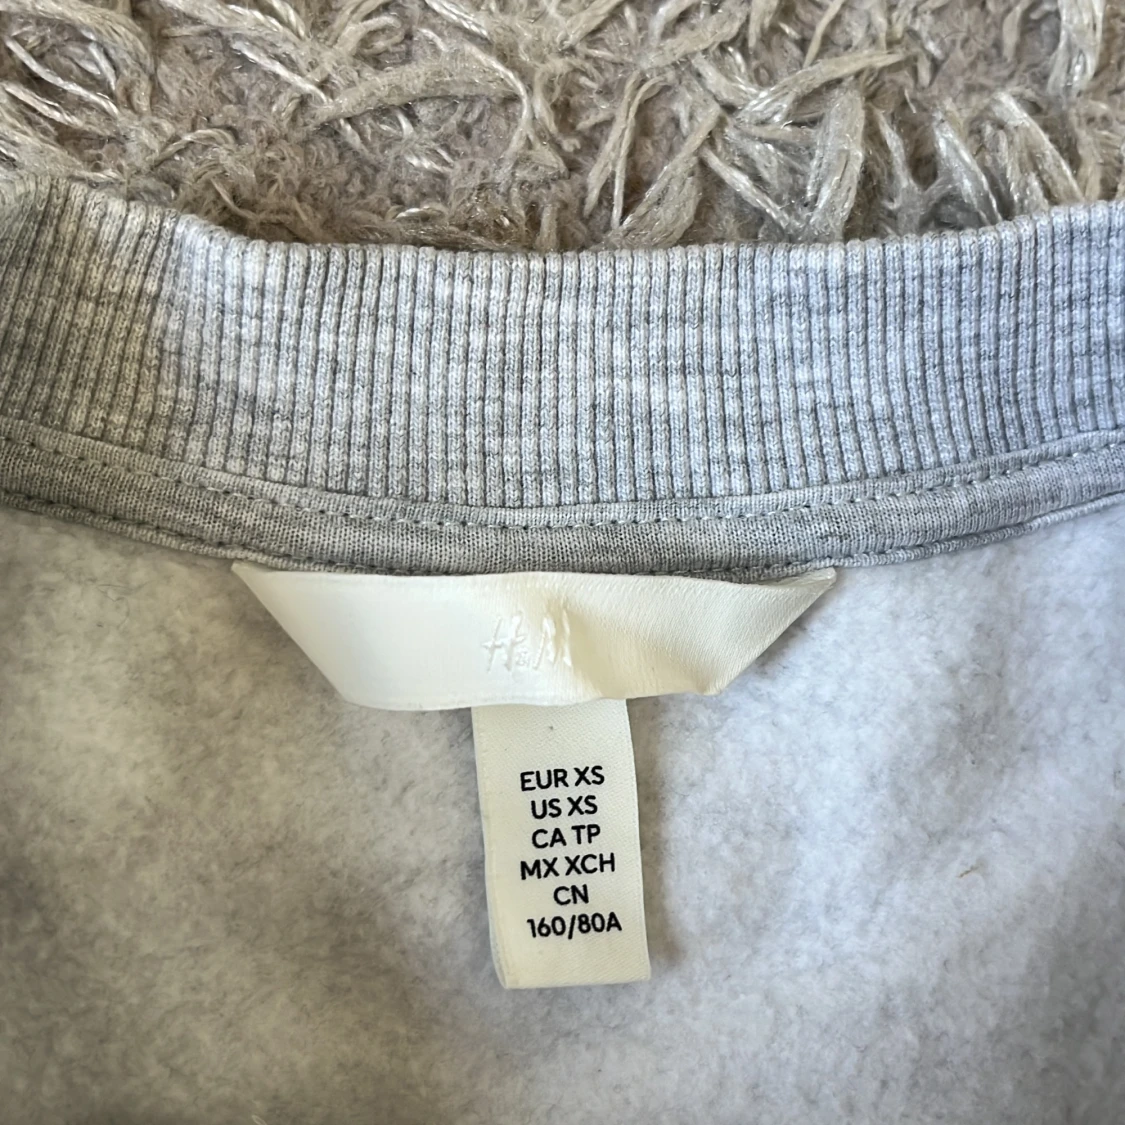 H&M
EUR XS
US XS
CA TP
MX XCH
CN
160/80A